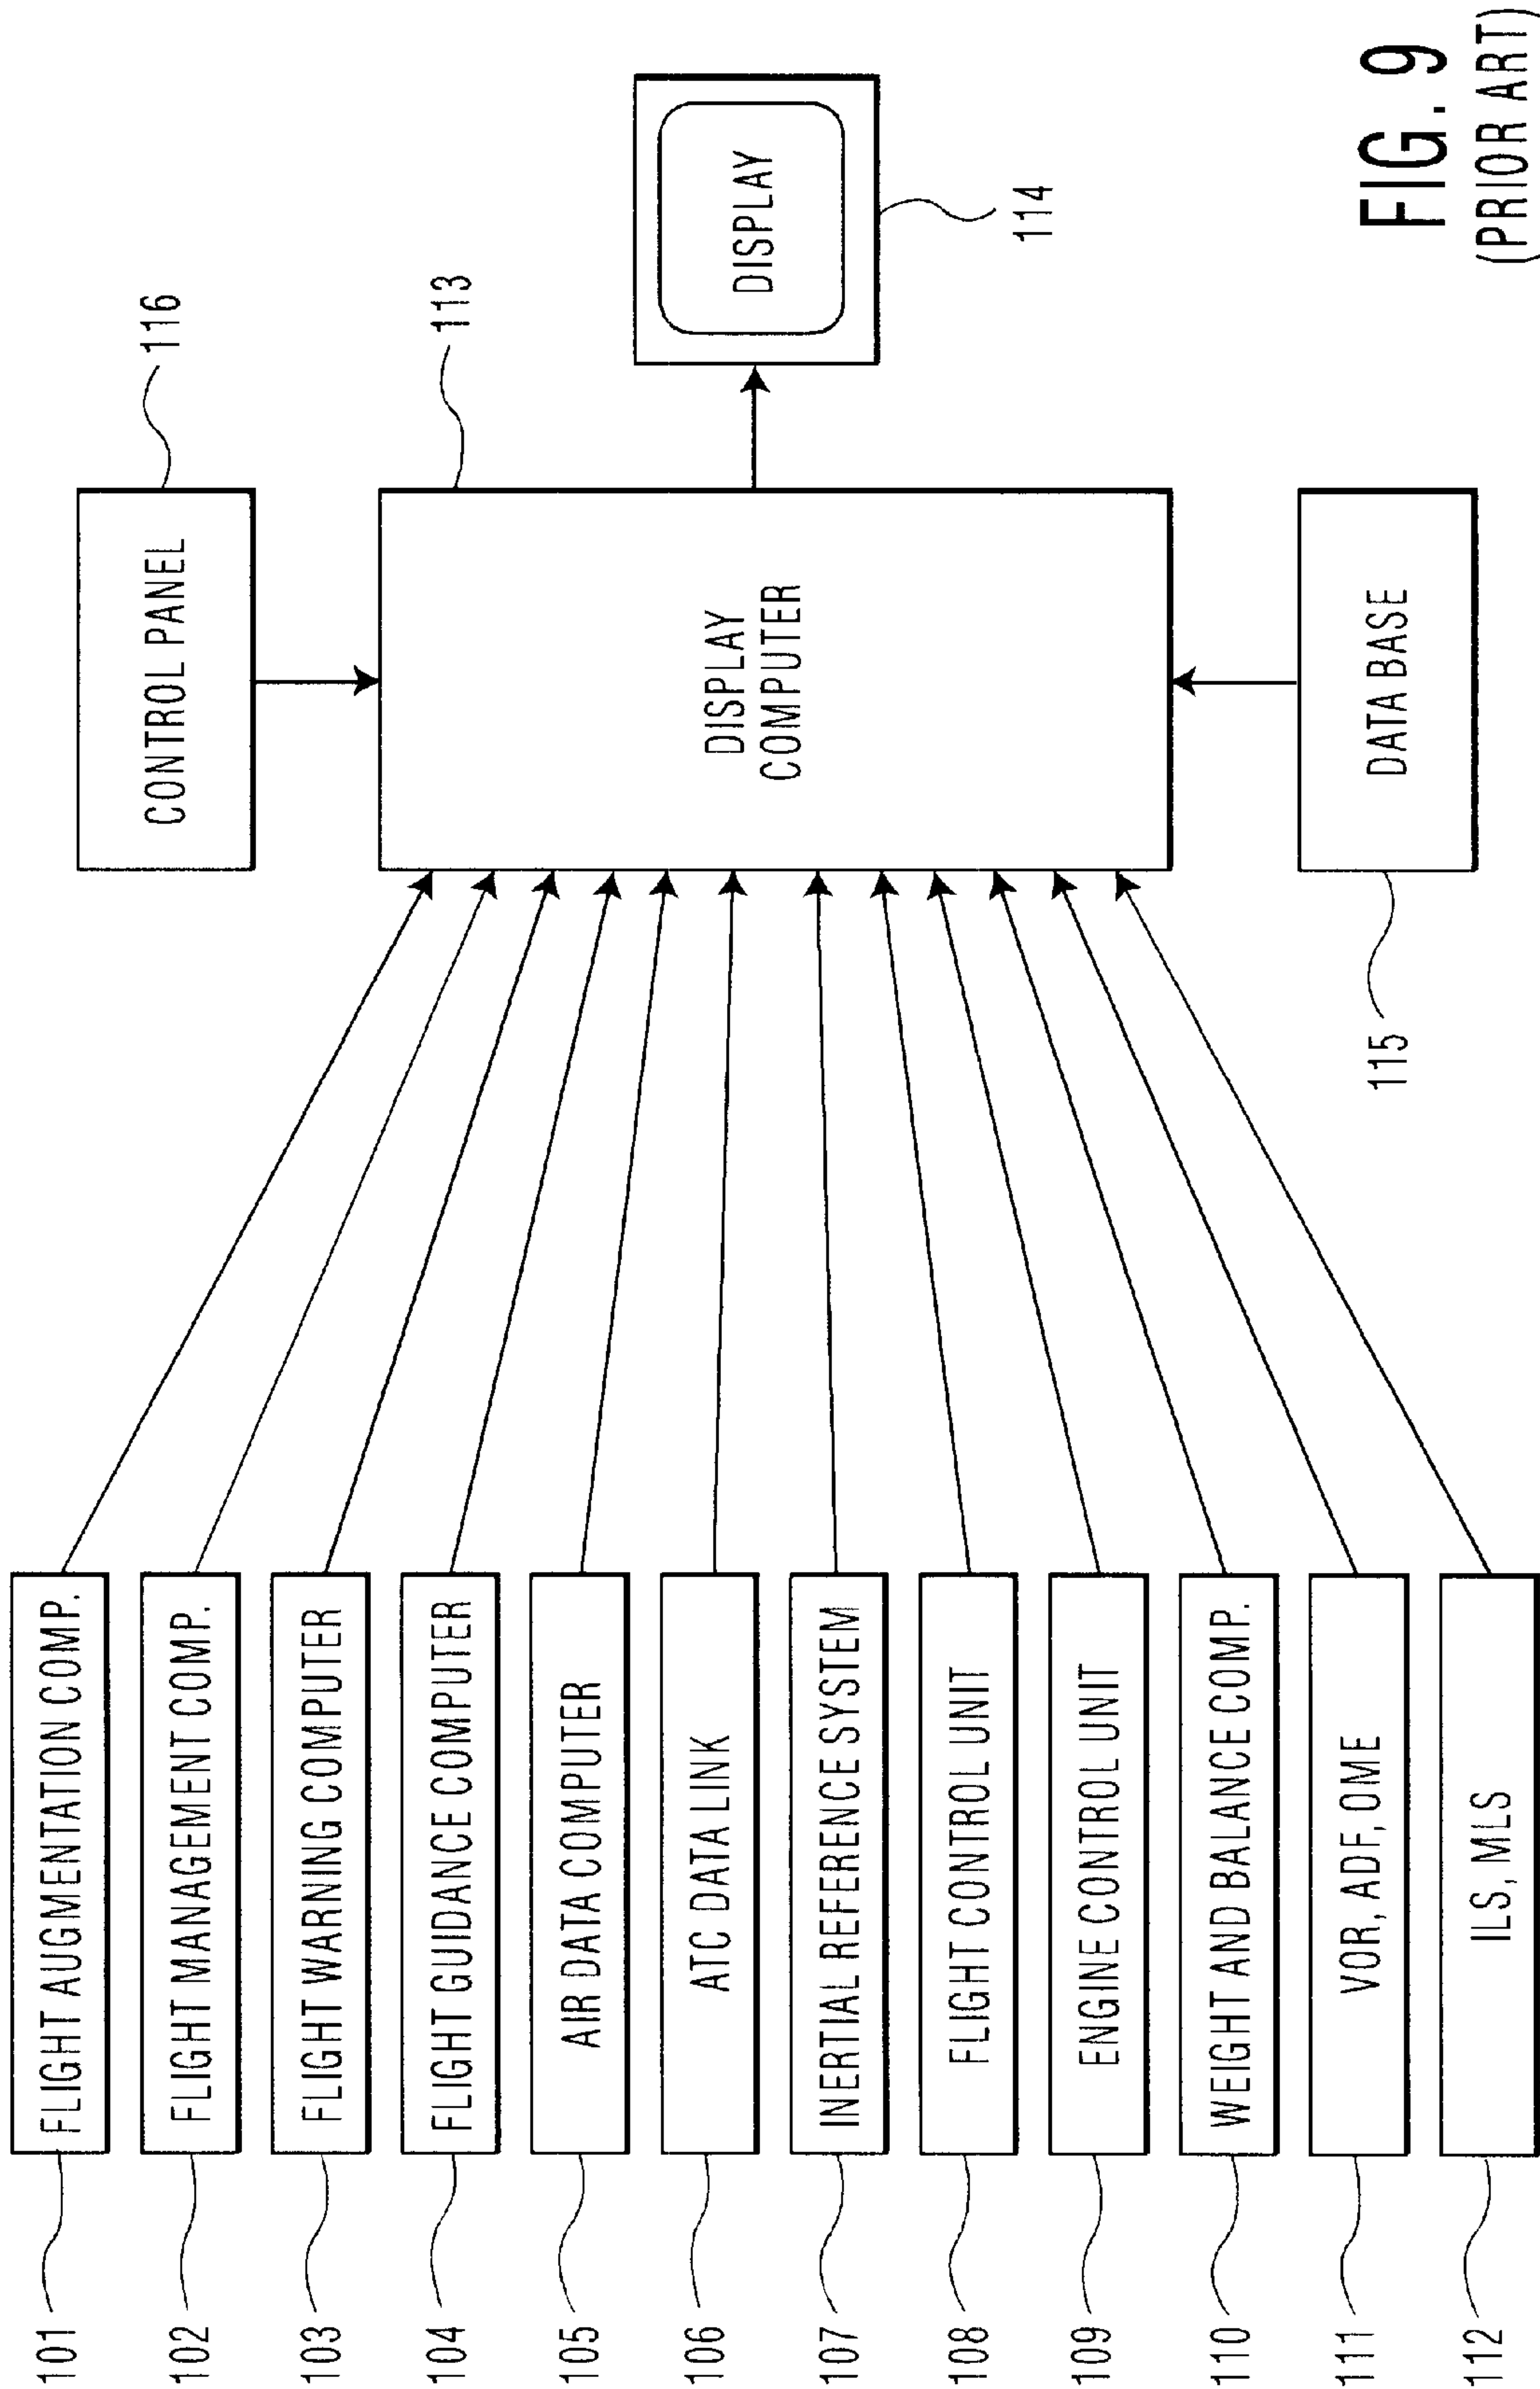 101
FLIGHT AUGMENTATION COMP.
102
FLIGHT MANAGEMENT COMP.
103
FLIGHT WARNING COMPUTER
104
FLIGHT GUIDANCE COMPUTER
105
AIR DATA COMPUTER
106
ATC DATA LINK
107
INERTIAL REFERENCE SYSTEM
108
FLIGHT CONTROL UNIT
109
ENGINE CONTROL UNIT
110
WEIGHT AND BALANCE COMP.
111
VOR, ADF, OME
112
ILS, MLS
CONTROL PANEL
116
DISPLAY
COMPUTER
113
DATA BASE
115
DISPLAY
114
FIG. 9
(PRIOR ART)